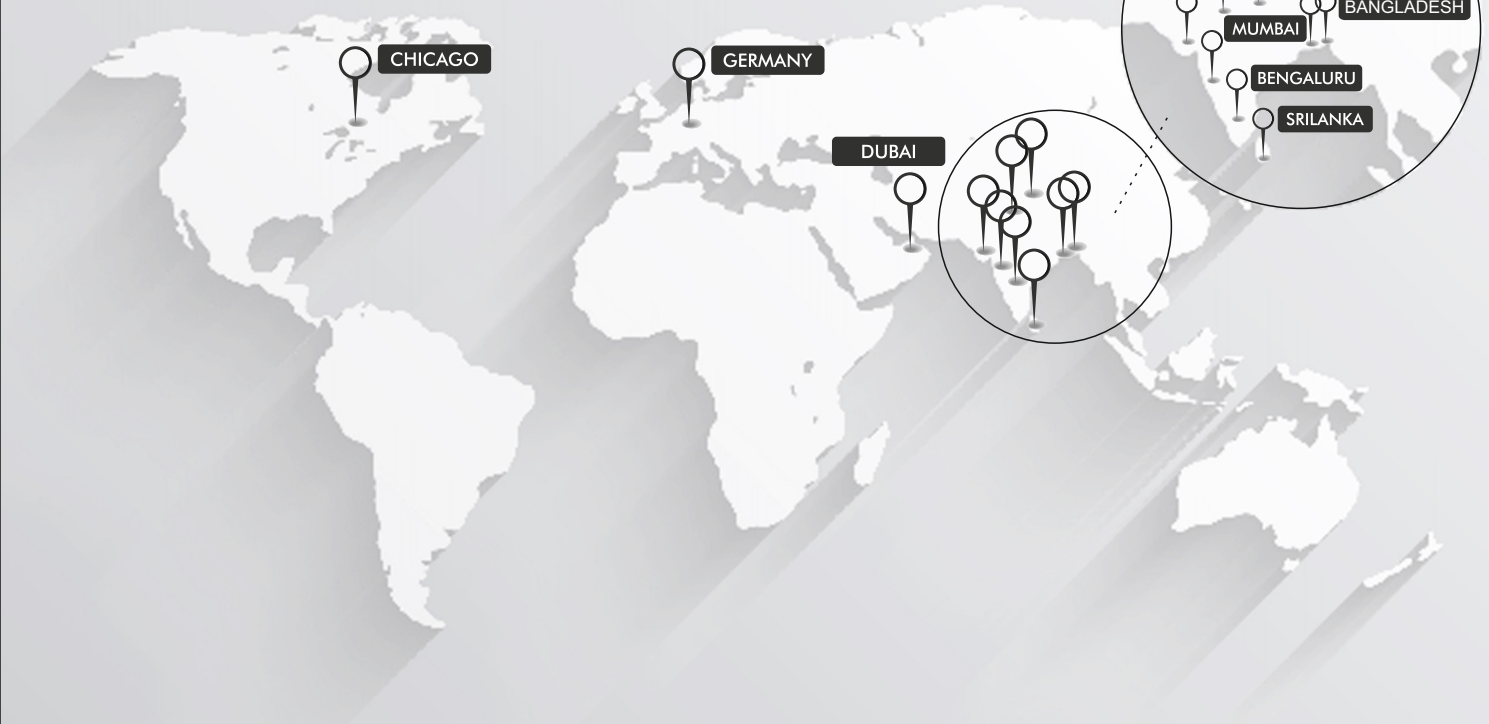 BANGLADESH
MUMBAI
CHICAGO
GERMANY
BENGALURU
SRILANKA
DUBAI